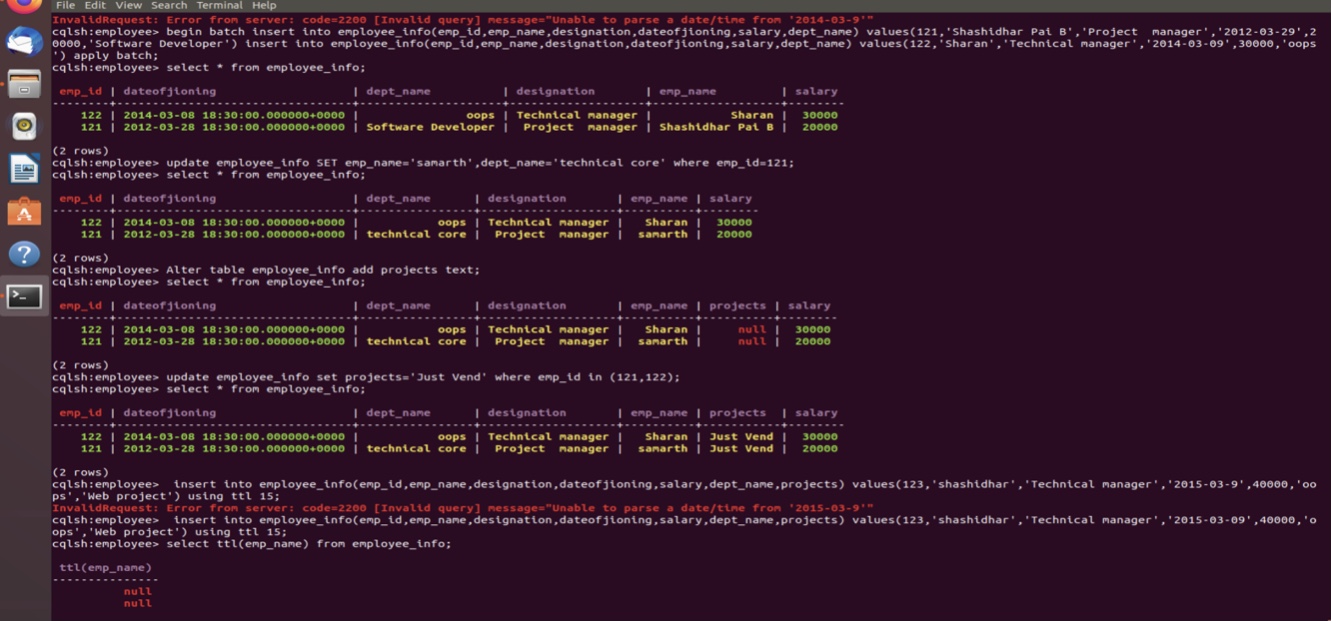 File Edit View Search Terminal Help
InvalidRequest: Error from server: code=2200 [Invalid query] message="Unable to parse a date/time from '2014-03-9'"
cqlsh:employee> begin batch insert into employee_info(emp_id,emp_name,designation,dateofjioning,salary,dept_name) values(121,'Shashidhar Pai B','Project  manager','2012-03-29',2
0000,'Software Developer') insert into employee_info(emp_id,emp_name,designation,dateofjioning,salary,dept_name) values(122,'Sharan','Technical manager','2014-03-09',30000,'oops
') apply batch;
cqlsh:employee> select * from employee_info;
emp_id | dateofjioning | dept_name | designation | emp_name | salary
--------+---------------------------------+--------------------+-------------------+------------------+--------
122 | 2014-03-08 18:30:00.000000+0000 | oops | Technical manager | Sharan | 30000
121 | 2012-03-28 18:30:00.000000+0000 | Software Developer | Project  manager | Shashidhar Pai B | 20000
(2 rows)
cqlsh:employee> update employee_info SET emp_name='samarth',dept_name='technical core' where emp_id=121;
cqlsh:employee> select * from employee_info;
emp_id | dateofjioning | dept_name | designation | emp_name | salary
--------+---------------------------------+----------------+-------------------+----------+--------
122 | 2014-03-08 18:30:00.000000+0000 | oops | Technical manager | Sharan | 30000
121 | 2012-03-28 18:30:00.000000+0000 | technical core | Project  manager | samarth | 20000
(2 rows)
cqlsh:employee> Alter table employee_info add projects text;
cqlsh:employee> select * from employee_info;
emp_id | dateofjioning | dept_name | designation | emp_name | projects | salary
--------+---------------------------------+----------------+-------------------+----------+----------+--------
122 | 2014-03-08 18:30:00.000000+0000 | oops | Technical manager | Sharan | null | 30000
121 | 2012-03-28 18:30:00.000000+0000 | technical core | Project  manager | samarth | null | 20000
(2 rows)
cqlsh:employee> update employee_info set projects='Just Vend' where emp_id in (121,122);
cqlsh:employee> select * from employee_info;
emp_id | dateofjioning | dept_name | designation | emp_name | projects | salary
--------+---------------------------------+----------------+-------------------+----------+-----------+--------
122 | 2014-03-08 18:30:00.000000+0000 | oops | Technical manager | Sharan | Just Vend | 30000
121 | 2012-03-28 18:30:00.000000+0000 | technical core | Project  manager | samarth | Just Vend | 20000
(2 rows)
cqlsh:employee>  insert into employee_info(emp_id,emp_name,designation,dateofjioning,salary,dept_name,projects) values(123,'shashidhar','Technical manager','2015-03-9',40000,'oo
ps','Web project') using ttl 15;
InvalidRequest: Error from server: code=2200 [Invalid query] message="Unable to parse a date/time from '2015-03-9'"
cqlsh:employee>  insert into employee_info(emp_id,emp_name,designation,dateofjioning,salary,dept_name,projects) values(123,'shashidhar','Technical manager','2015-03-09',40000,'o
ops','Web project') using ttl 15;
cqlsh:employee> select ttl(emp_name) from employee_info;
ttl(emp_name)
---------------
null
null